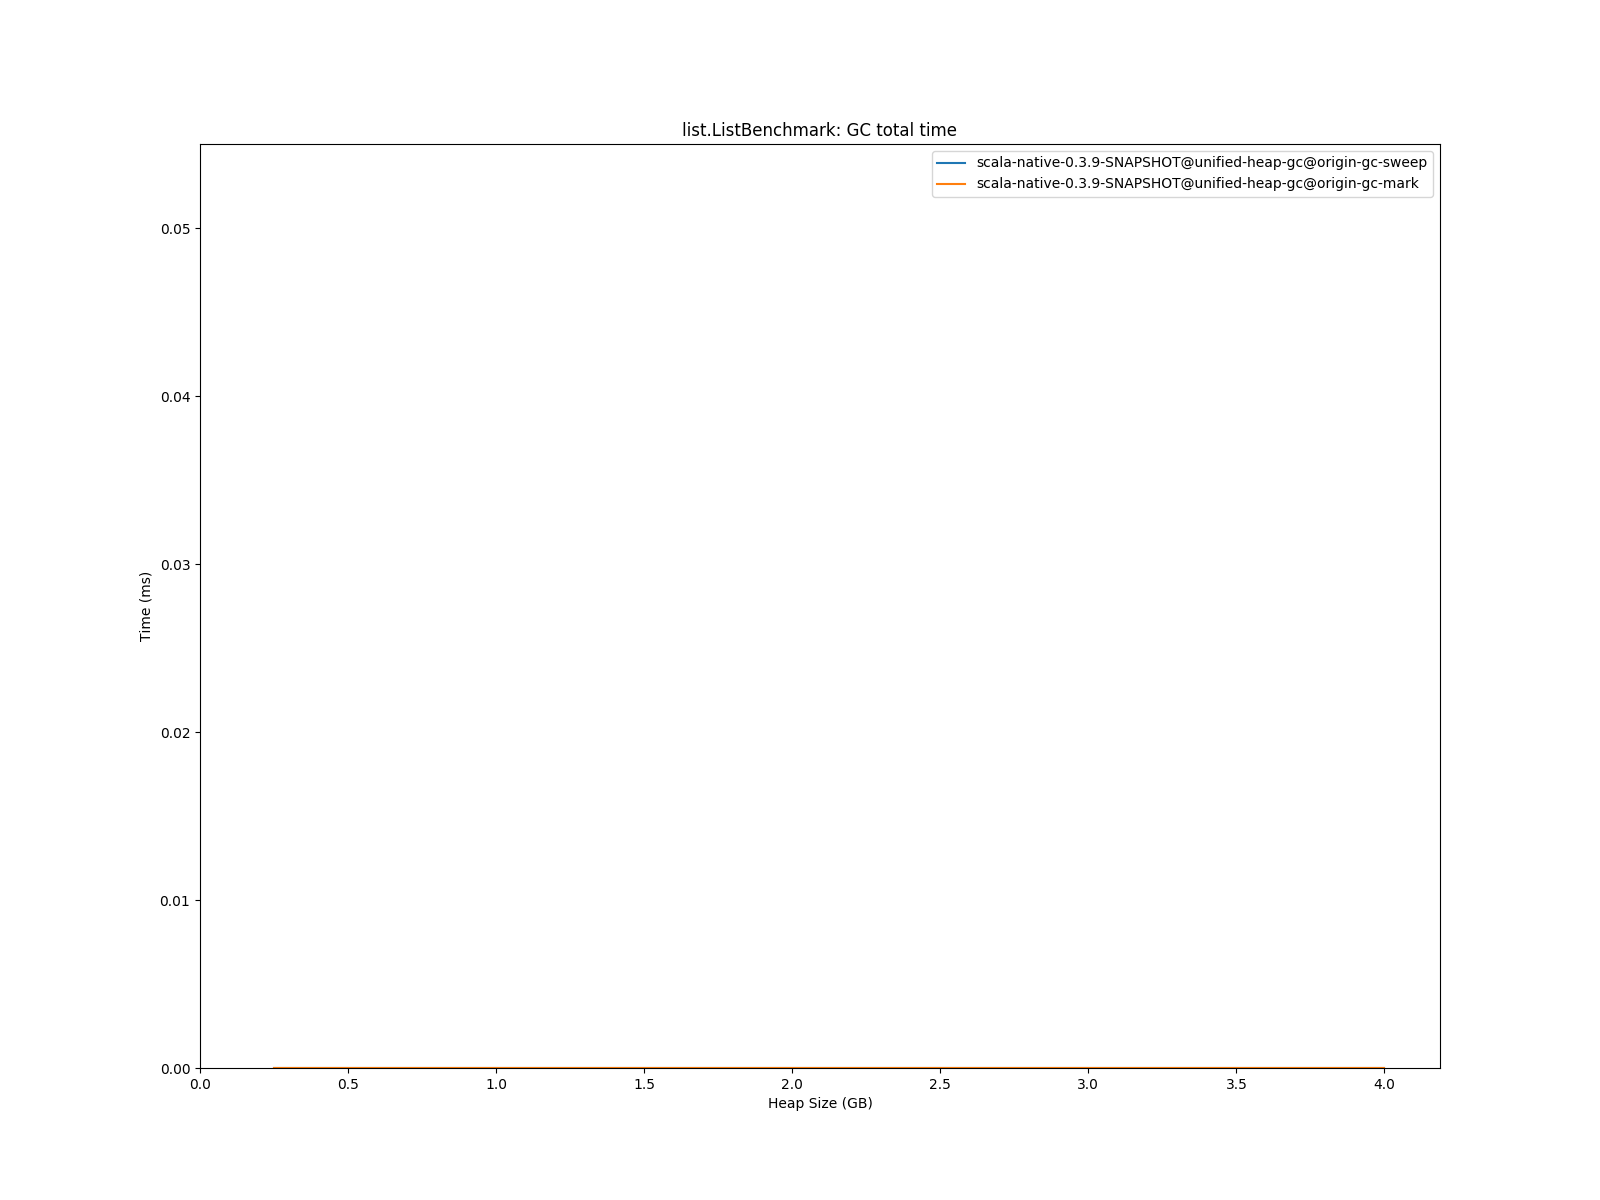 list.ListBenchmark: GC total time
scala-native-0.3.9-SNAPSHOT@unified-heap-gc@origin-gc-sweep
scala-native-0.3.9-SNAPSHOT@unified-heap-gc@origin-gc-mark
0.05
0.04
0.03
0.02
0.01
0.00
Time (ms)
0.0 0.5 1.0 1.5 2.0 2.5 3.0 3.5 4.0
Heap Size (GB)